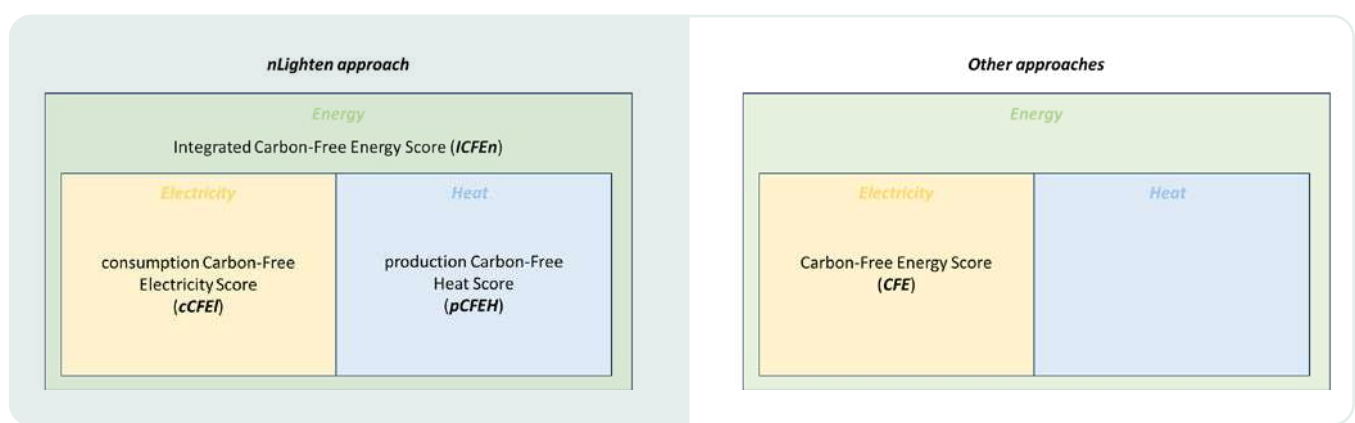 nLighten approach
Energy
Integrated Carbon-Free Energy Score (ICFEn)
Electricity
consumption Carbon-Free
Electricity Score
(cCFEl)
Heat
production Carbon-Free
Heat Score
(pCFEH)
Other approaches
Energy
Electricity
Carbon-Free Energy Score
(CFE)
Heat